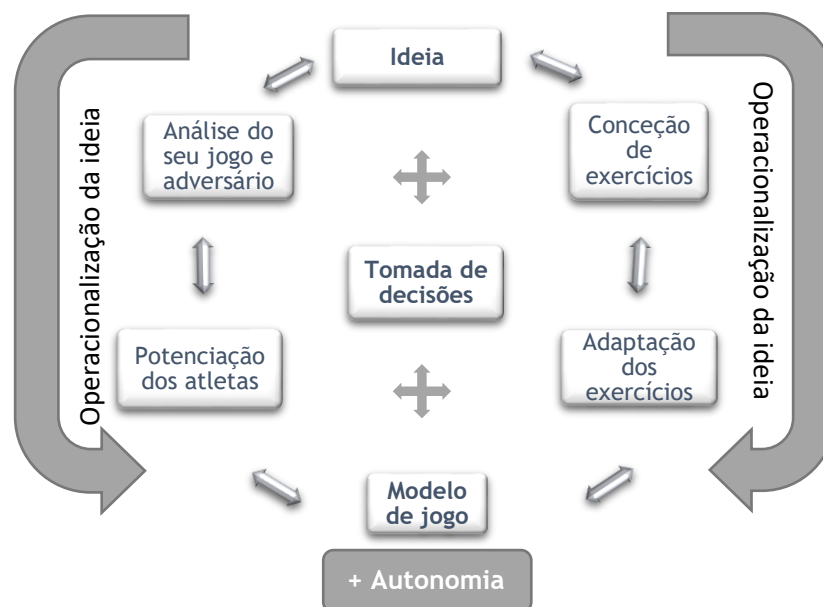 Ideia
Análise do
seu jogo e
adversário
Conceção
de
exercícios
Operacionalização da ideia
Operacionalização da ideia
Tomada de
decisões
Potenciação
dos atletas
Adaptação
dos
exercícios
Modelo
de jogo
+ Autonomia